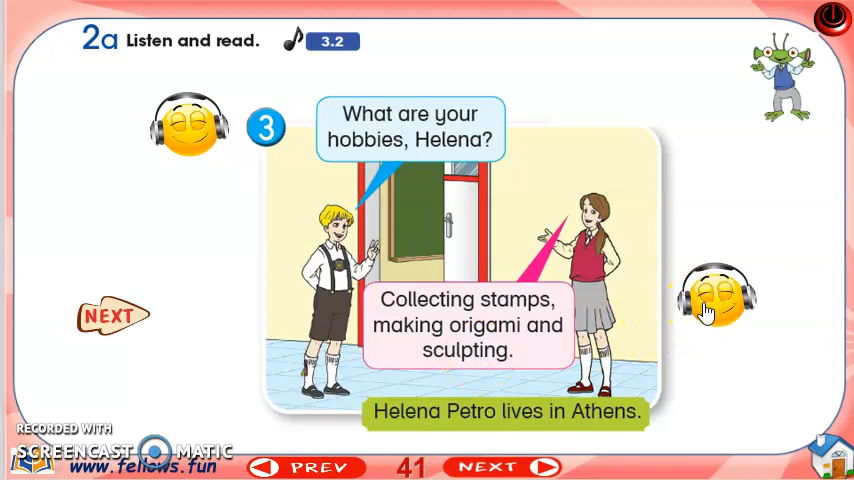 2a Listen and read. 3.2
3
What are your
hobbies, Helena?
Collecting stamps,
making origami and
sculpting.
NEXT
Helena Petro lives in Athens.
RECORDED WITH
SCREENCAST MATIC
www.fellows.fun
PREV 41 NEXT